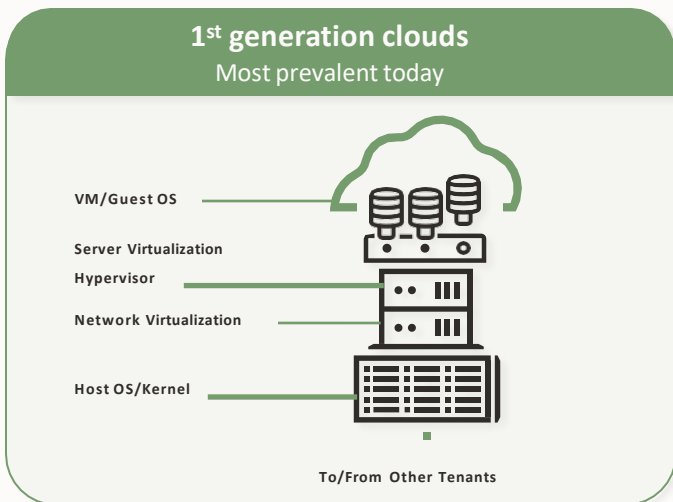 1st generation clouds
Most prevalent today
VM/Guest OS
Server Virtualization
Hypervisor
Network Virtualization
Host OS/Kernel
To/From Other Tenants